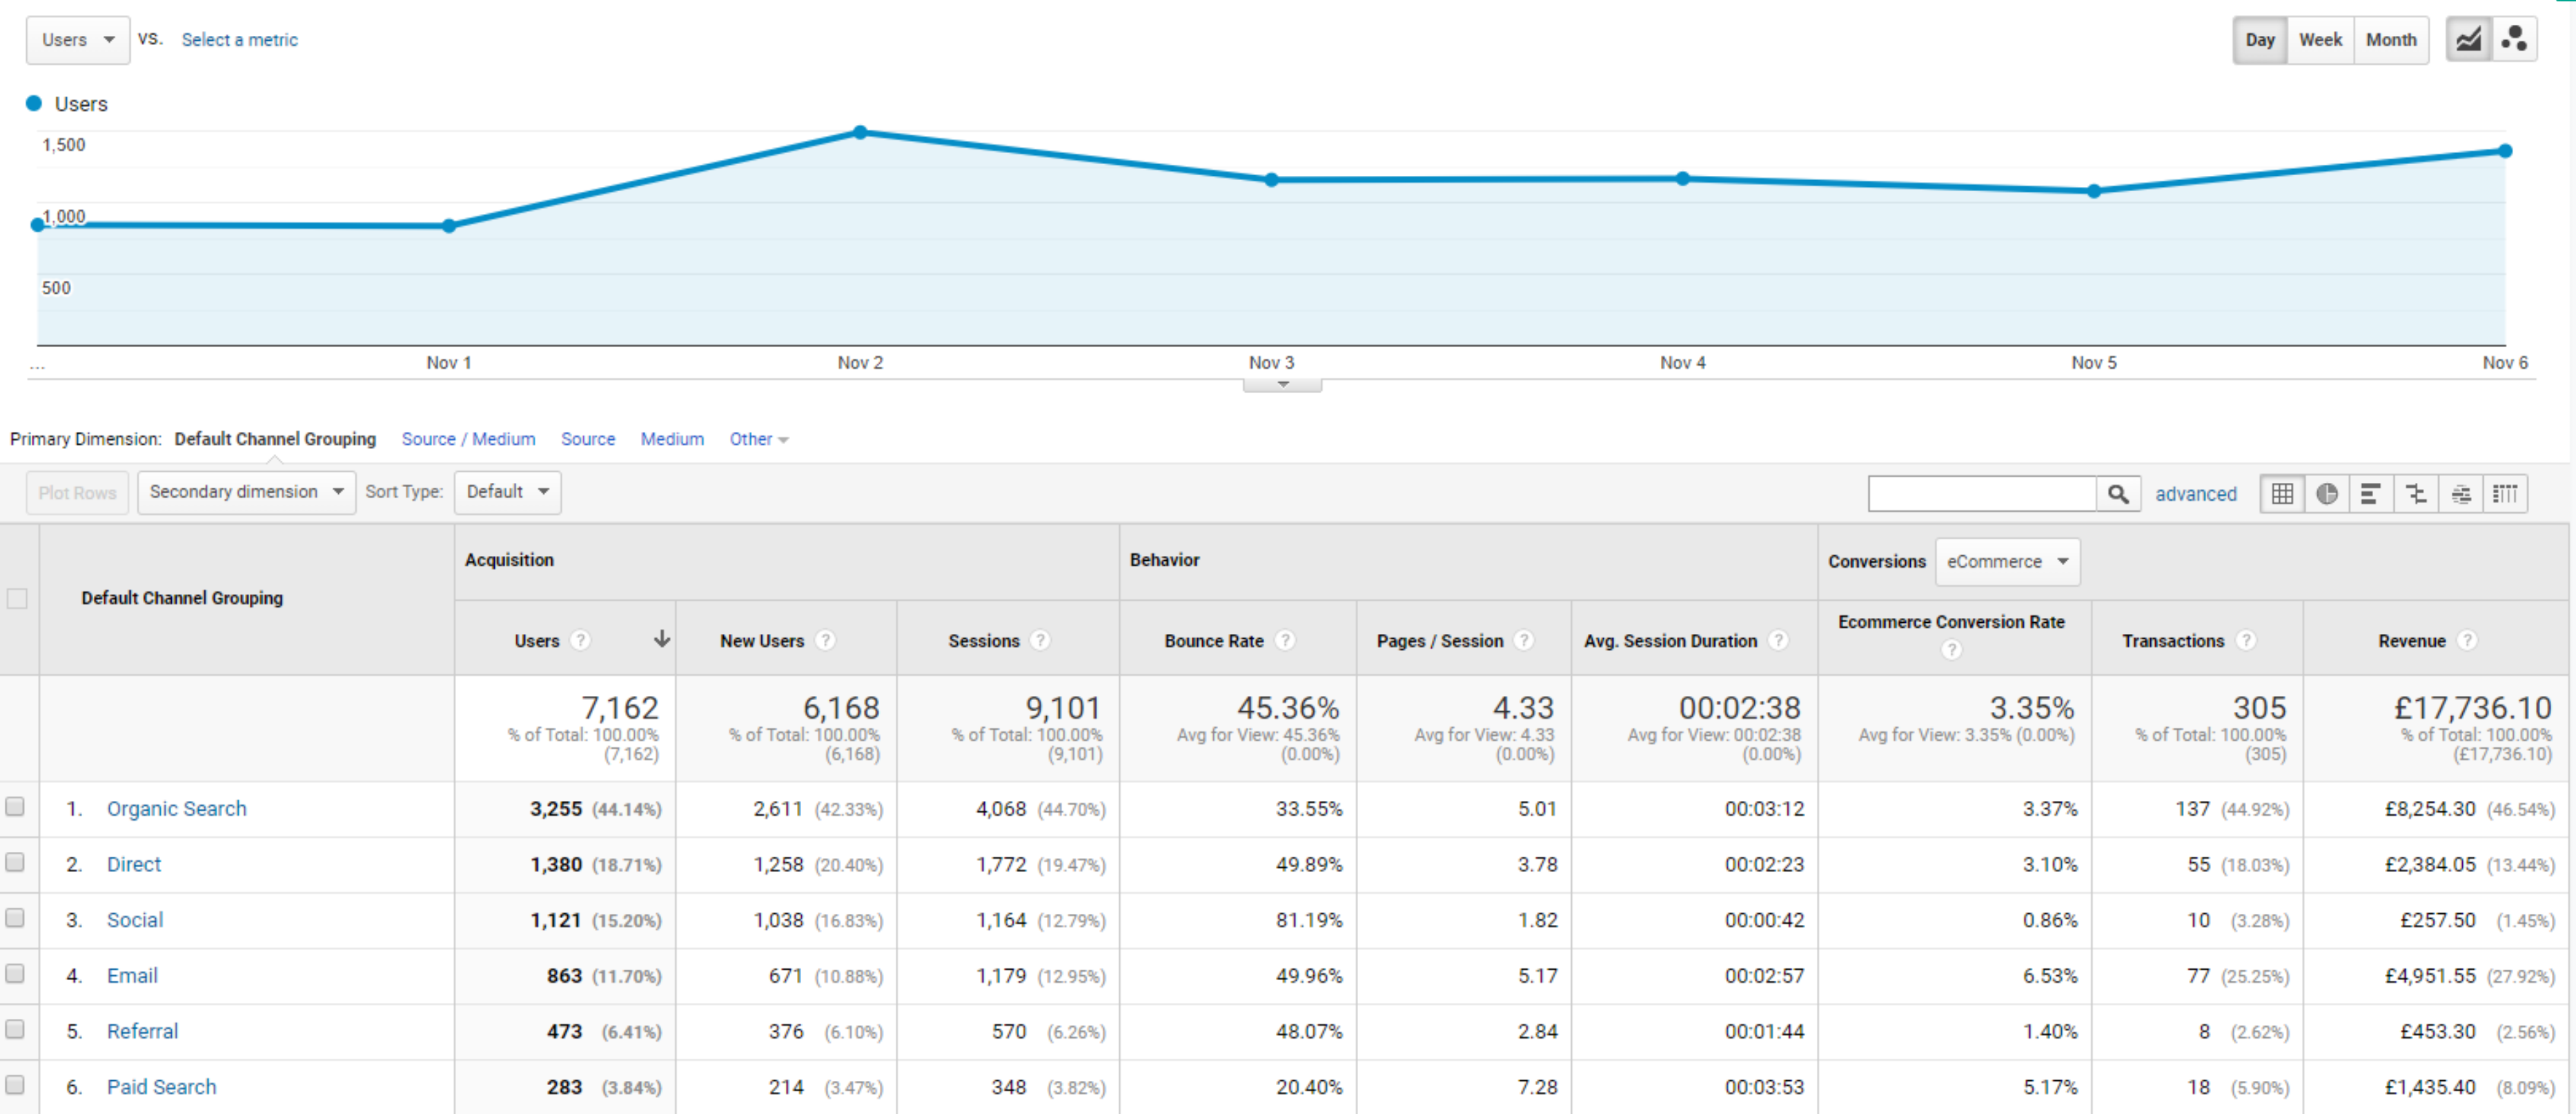 Users vs. Select a metric Day Week Month
Users
1,500
1,000
500
... Nov 1 Nov 2 Nov 3 Nov 4 Nov 5 Nov 6
Primary Dimension: Default Channel Grouping Source / Medium Source Medium Other
Plot Rows Secondary dimension Sort Type: Default advanced
Default Channel Grouping Acquisition Behavior Conversions eCommerce
Users ? New Users ? Sessions ? Bounce Rate ? Pages / Session ? Avg. Session Duration ? Ecommerce Conversion Rate ? Transactions ? Revenue ?
7,162 6,168 9,101 45.36% 4.33 00:02:38 3.35% 305 £17,736.10
% of Total: 100.00% % of Total: 100.00% % of Total: 100.00% Avg for View: 45.36% Avg for View: 4.33 Avg for View: 00:02:38 Avg for View: 3.35% (0.00%) % of Total: 100.00% % of Total: 100.00%
(7,162) (6,168) (9,101) (0.00%) (0.00%) (0.00%) (305) (£17,736.10)
1. Organic Search 3,255 (44.14%) 2,611 (42.33%) 4,068 (44.70%) 33.55% 5.01 00:03:12 3.37% 137 (44.92%) £8,254.30 (46.54%)
2. Direct 1,380 (18.71%) 1,258 (20.40%) 1,772 (19.47%) 49.89% 3.78 00:02:23 3.10% 55 (18.03%) £2,384.05 (13.44%)
3. Social 1,121 (15.20%) 1,038 (16.83%) 1,164 (12.79%) 81.19% 1.82 00:00:42 0.86% 10 (3.28%) £257.50 (1.45%)
4. Email 863 (11.70%) 671 (10.88%) 1,179 (12.95%) 49.96% 5.17 00:02:57 6.53% 77 (25.25%) £4,951.55 (27.92%)
5. Referral 473 (6.41%) 376 (6.10%) 570 (6.26%) 48.07% 2.84 00:01:44 1.40% 8 (2.62%) £453.30 (2.56%)
6. Paid Search 283 (3.84%) 214 (3.47%) 348 (3.82%) 20.40% 7.28 00:03:53 5.17% 18 (5.90%) £1,435.40 (8.09%)